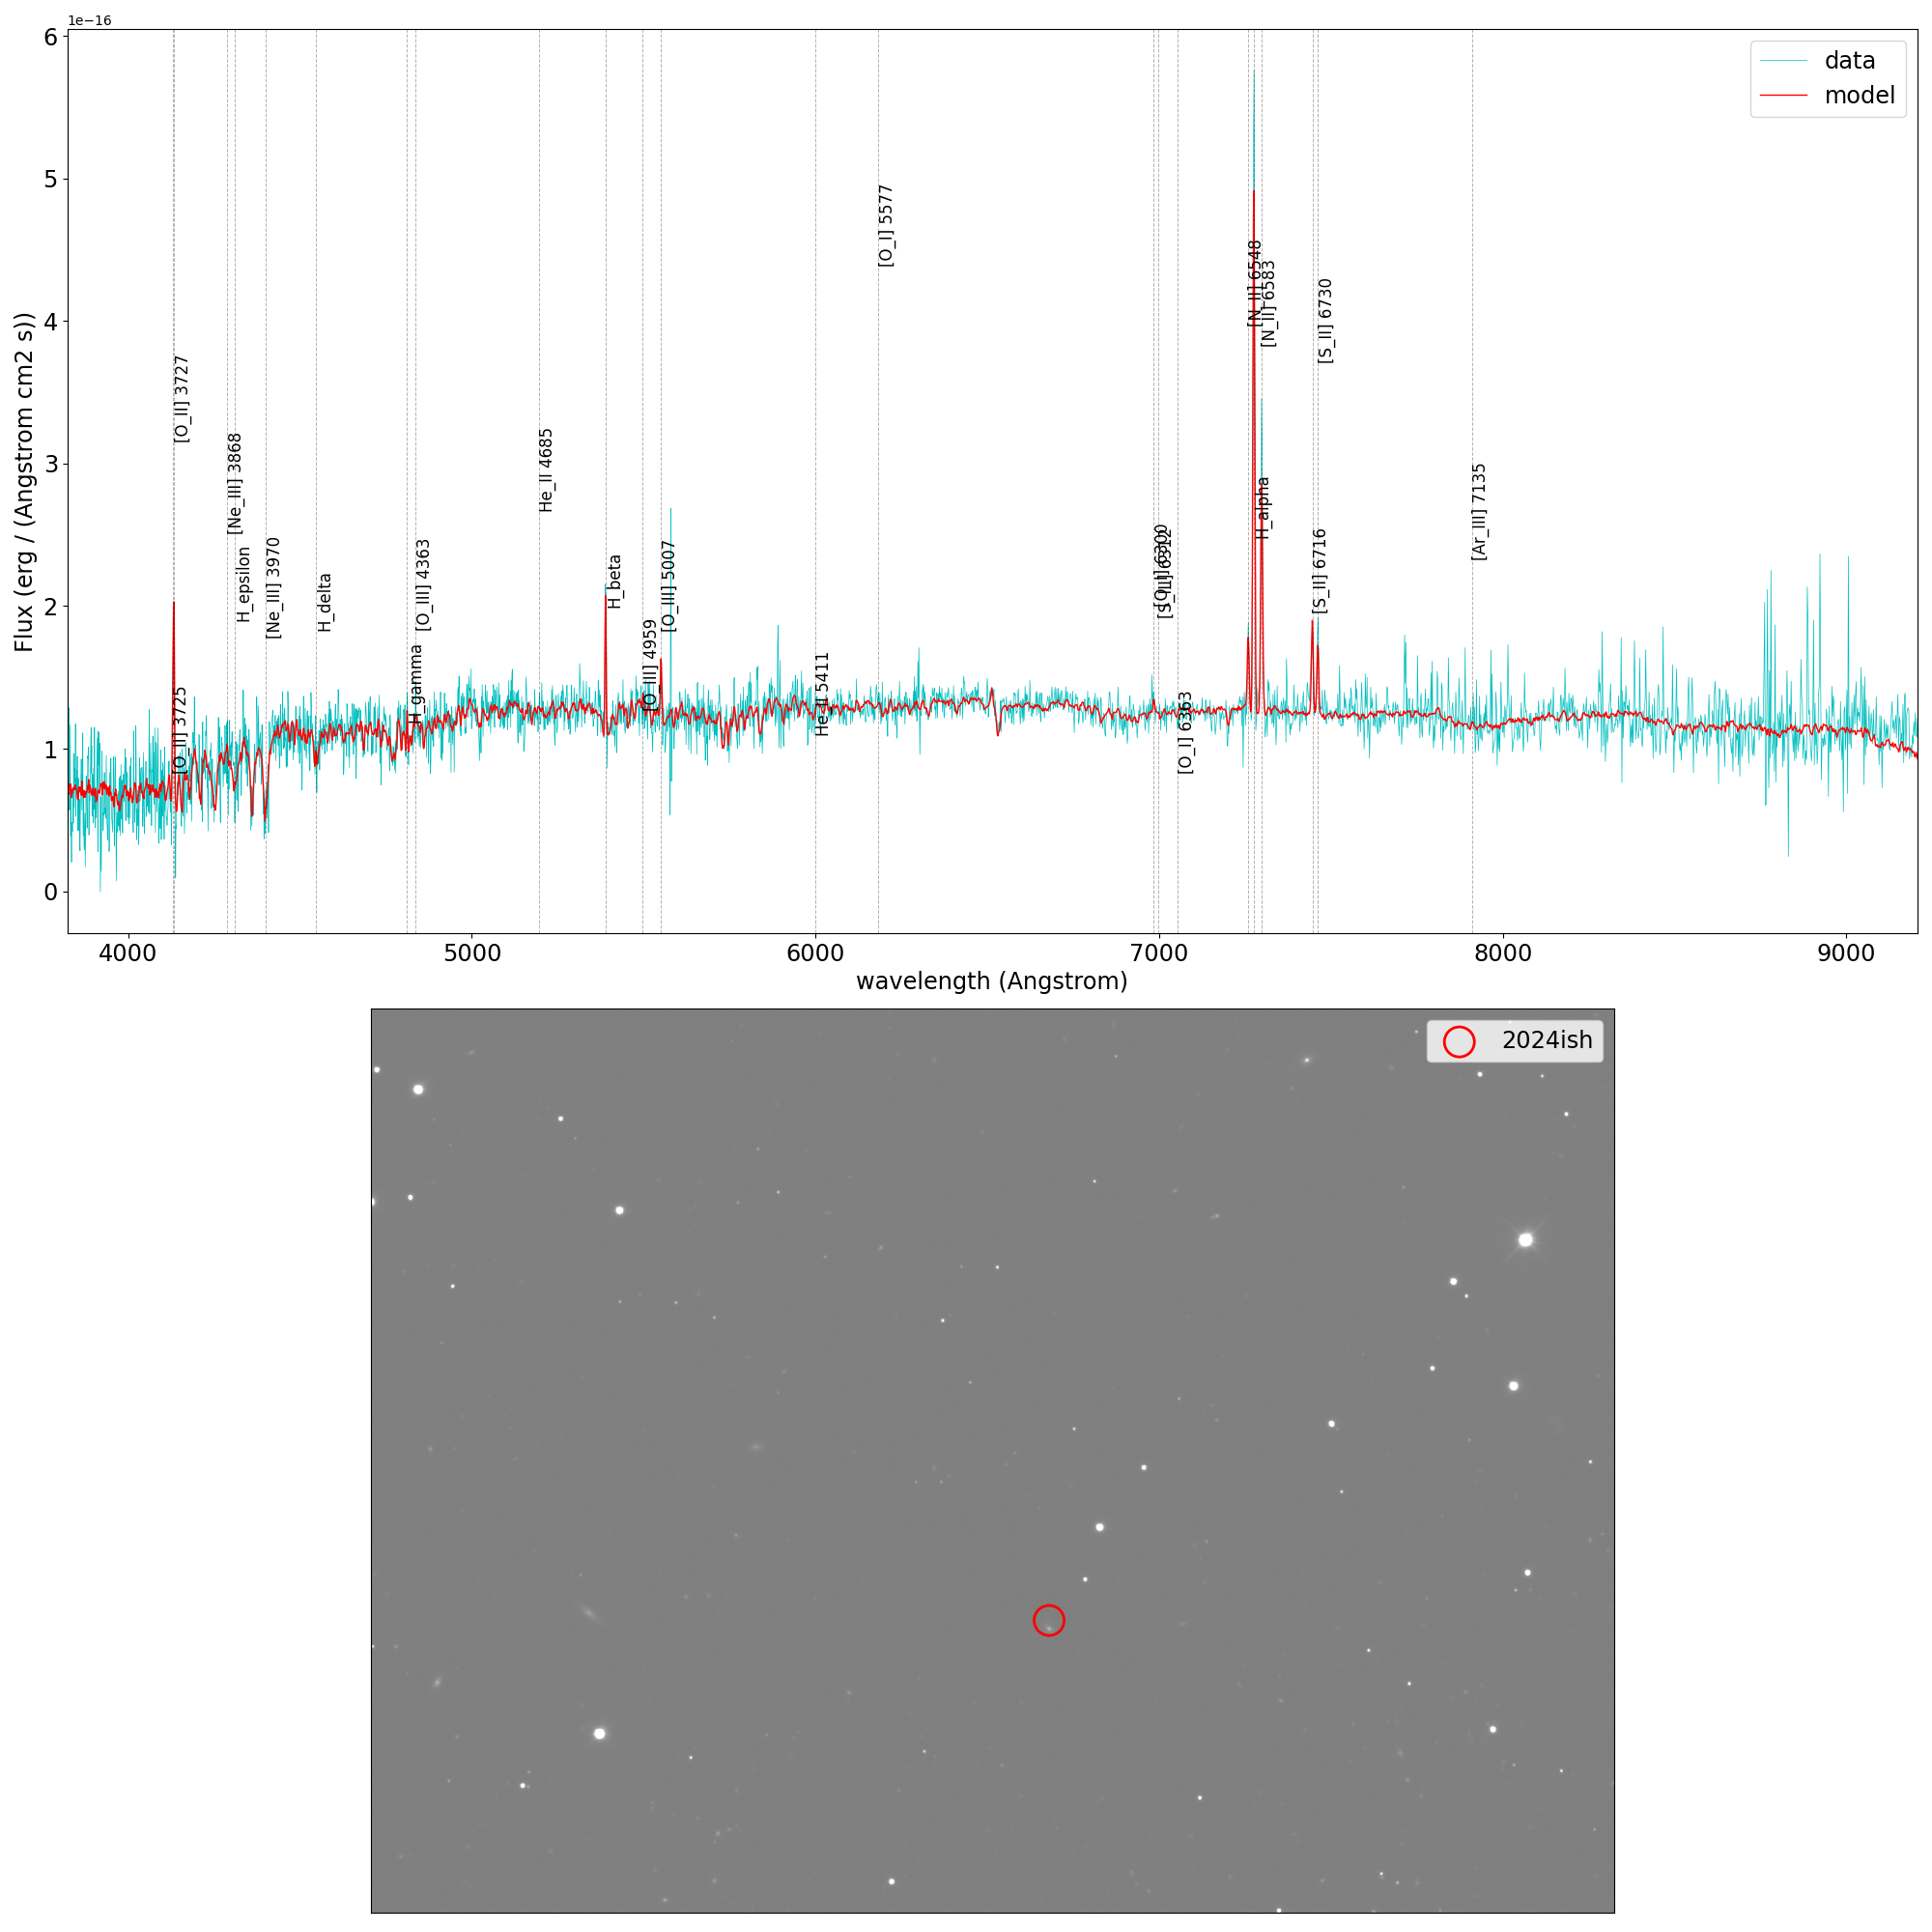 1e−16
6
5
4
3
2
1
0
Flux (erg / (Angstrom cm2 s))
data
model
[O_II] 3727
[O_II] 3725
[Ne_III] 3868
H_epsilon
[Ne_III] 3970
H_delta
H_gamma
[O_III] 4363
He_II 4685
H_beta
[O_III] 4959
[O_III] 5007
He_II 5411
[O_I] 5577
[O_I] 6300
[O_I] 6363
[N_II] 6548
H_alpha
[N_II] 6583
[S_II] 6716
[S_II] 6730
[Ar_III] 7135
4000
5000
6000
7000
8000
9000
wavelength (Angstrom)
2024ish